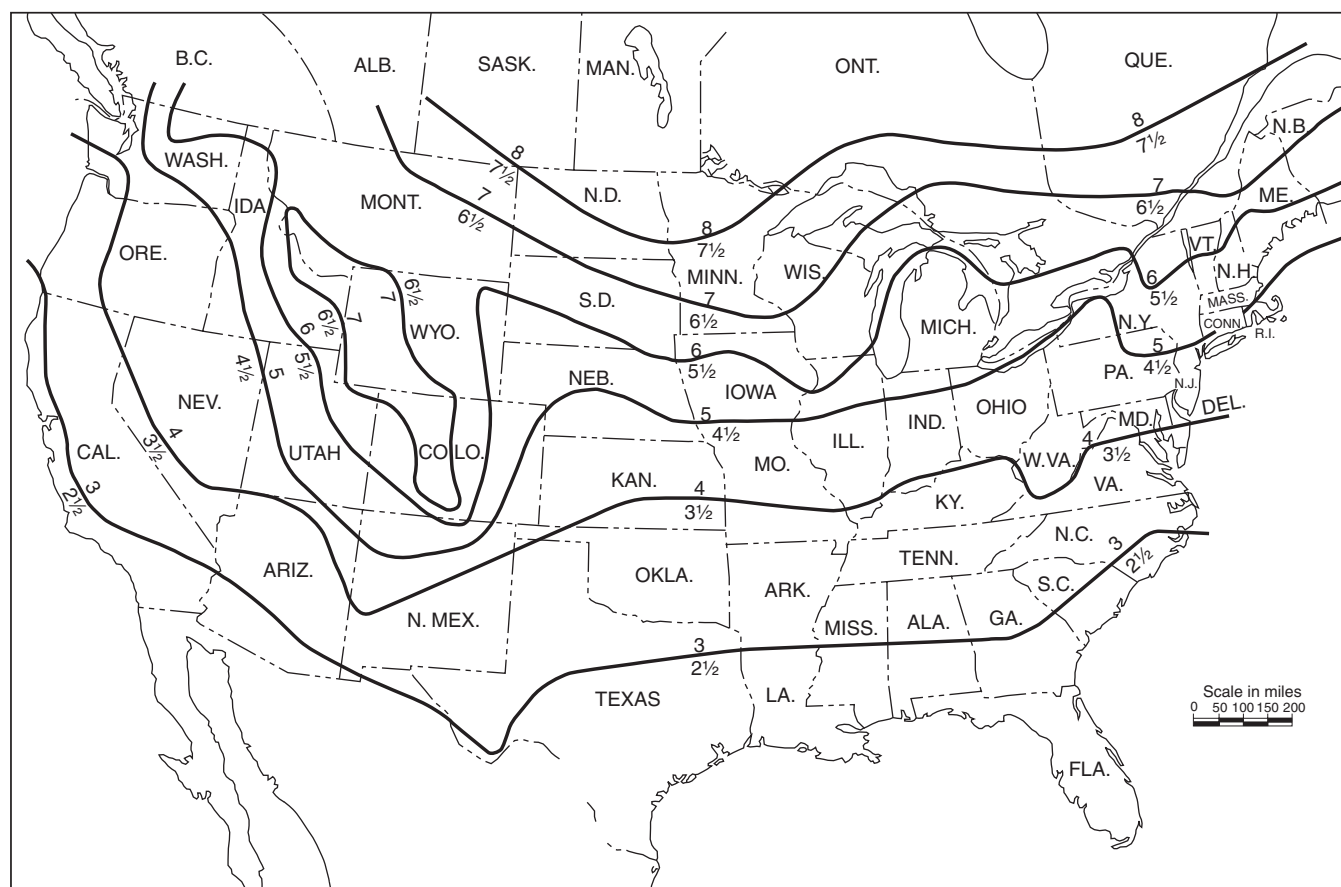 B.C.
ALB.
SASK.
MAN.
ONT.
QUE.
8
7½
N.B.
WASH.
8
7½
7
6½
ME.
IDA
MONT.
7
6½
N.D.
8
7½
VT.
ORE.
MINN.
WIS.
N.H
6
5½
6½
7
S.D.
7
6½
MASS.
CONN.
R.I.
6½
7
WYO.
MICH.
N.Y.
5
4½
6
5½
4½
5
6
5½
NEB.
IOWA
PA.
N.J.
NEV.
5
4½
ILL.
IND.
OHIO
MD.
DEL.
4
3½
CAL.
UTAH
COLO.
MO.
W.VA.
4
3½
3
2½
KAN.
4
3½
KY.
VA.
ARIZ.
OKLA.
TENN.
N.C.
3
2½
N. MEX.
ARK.
S.C.
MISS.
ALA.
GA.
3
2½
TEXAS
LA.
FLA.
Scale in miles
0 50 100 150 200